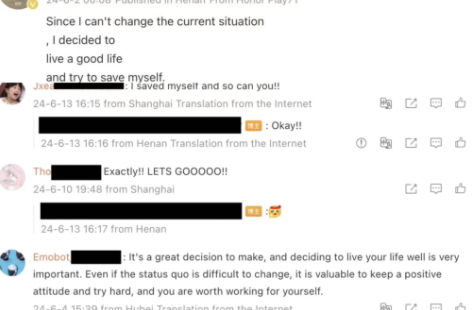 24-6-2 00:08 Published in Henan From Honor Play7T
Since I can't change the current situation
, I decided to
live a good life
and try to save myself.
Jxea : I saved myself and so can you!!
24-6-13 16:15 from Shanghai Translation from the Internet
博主 : Okay!!
24-6-13 16:16 from Henan Translation from the Internet
Tho Exactly!! LETS GOOOOO!!
24-6-10 19:48 from Shanghai
博主 :
24-6-13 16:17 from Henan
Emobot : It's a great decision to make, and deciding to live your life well is very
important. Even if the status quo is difficult to change, it is valuable to keep a positive
attitude and try hard, and you are worth working for yourself.
24-6-4 15:39 from Hubei Translation from the Internet